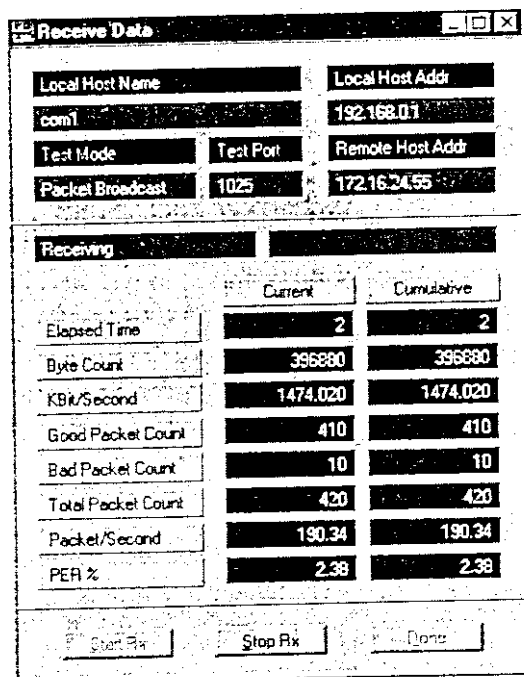 Receive Data
Local Host Name Local Host Addr
com1 192.168.0.1
Test Mode Test Port Remote Host Addr
Packet Broadcast 1025 172.16.24.55
Receiving
Current Cumulative
Elapsed Time 2 2
Byte Count 396880 396880
KBit/Second 1474.020 1474.020
Good Packet Count 410 410
Bad Packet Count 10 10
Total Packet Count 420 420
Packet/Second 190.34 190.34
PER % 2.38 2.38
Start Rx Stop Rx Done